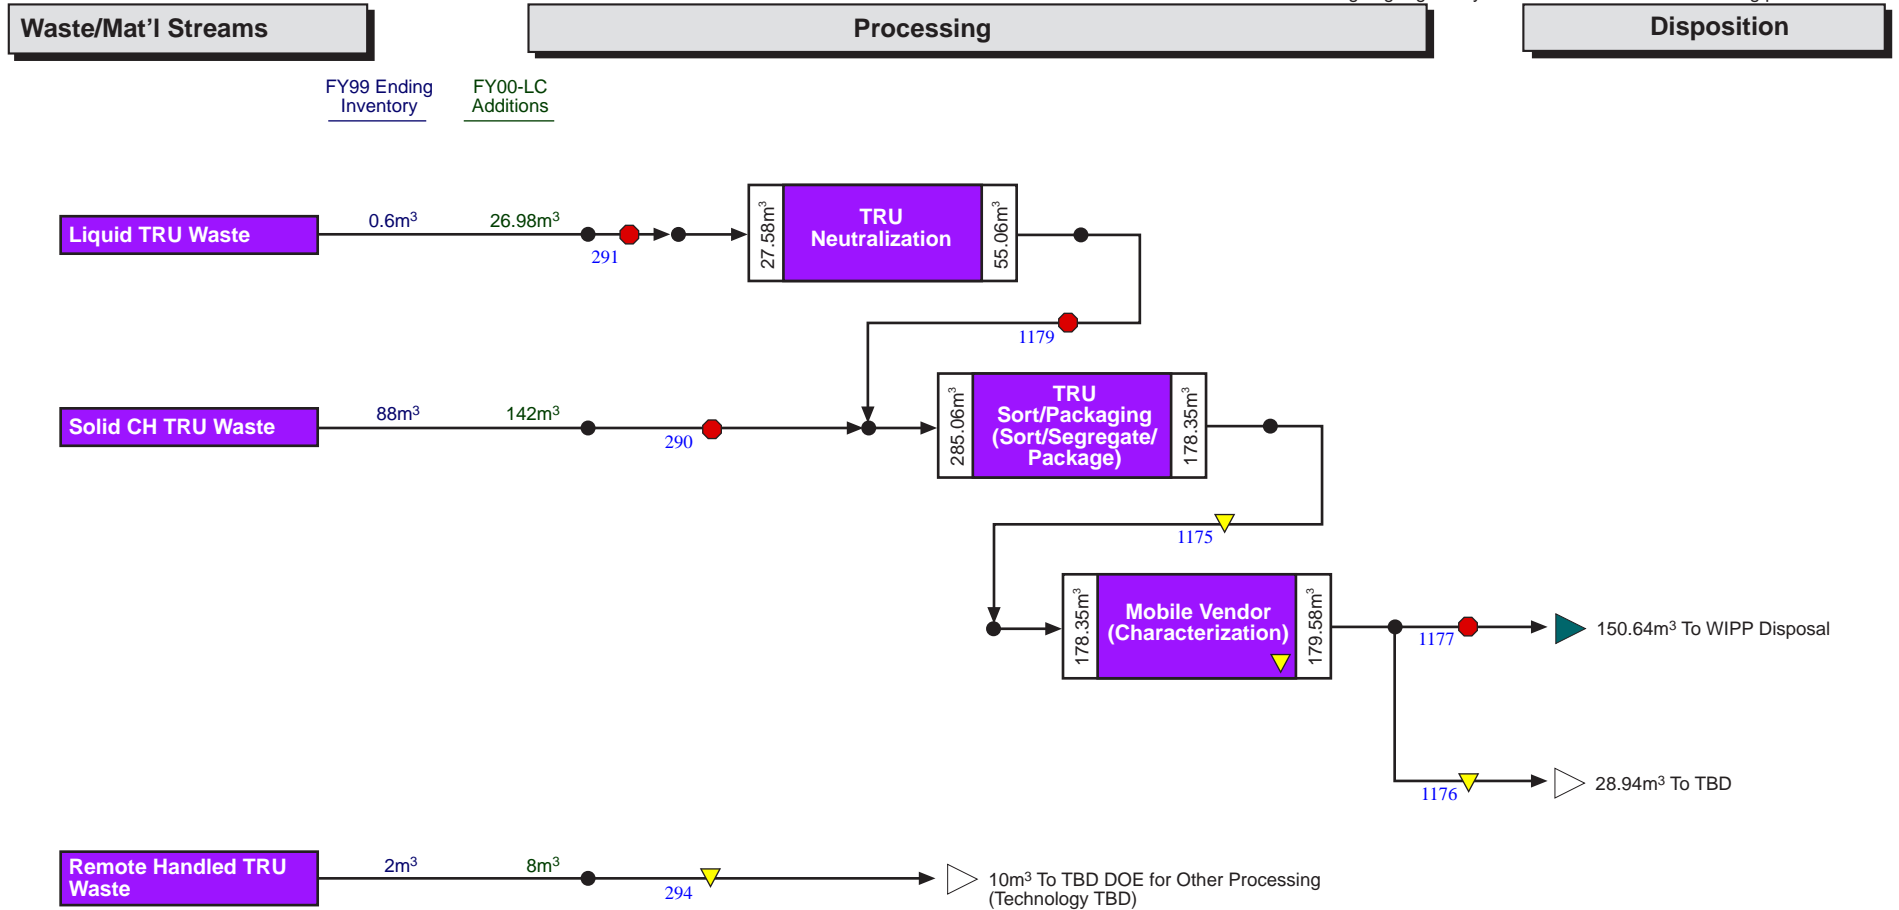 Waste/Mat'l Streams
Processing
Disposition
FY99 Ending
Inventory
FY00-LC
Additions
Liquid TRU Waste
0.6m³
26.98m³
291
27.58m³
TRU
Neutralization
55.06m³
1179
Solid CH TRU Waste
88m³
142m³
290
285.06m³
TRU
Sort/Packaging
(Sort/Segregate/
Package)
178.35m³
1175
178.35m³
Mobile Vendor
(Characterization)
179.58m³
1177
150.64m³ To WIPP Disposal
1176
28.94m³ To TBD
Remote Handled TRU
Waste
2m³
8m³
294
10m³ To TBD DOE for Other Processing
(Technology TBD)